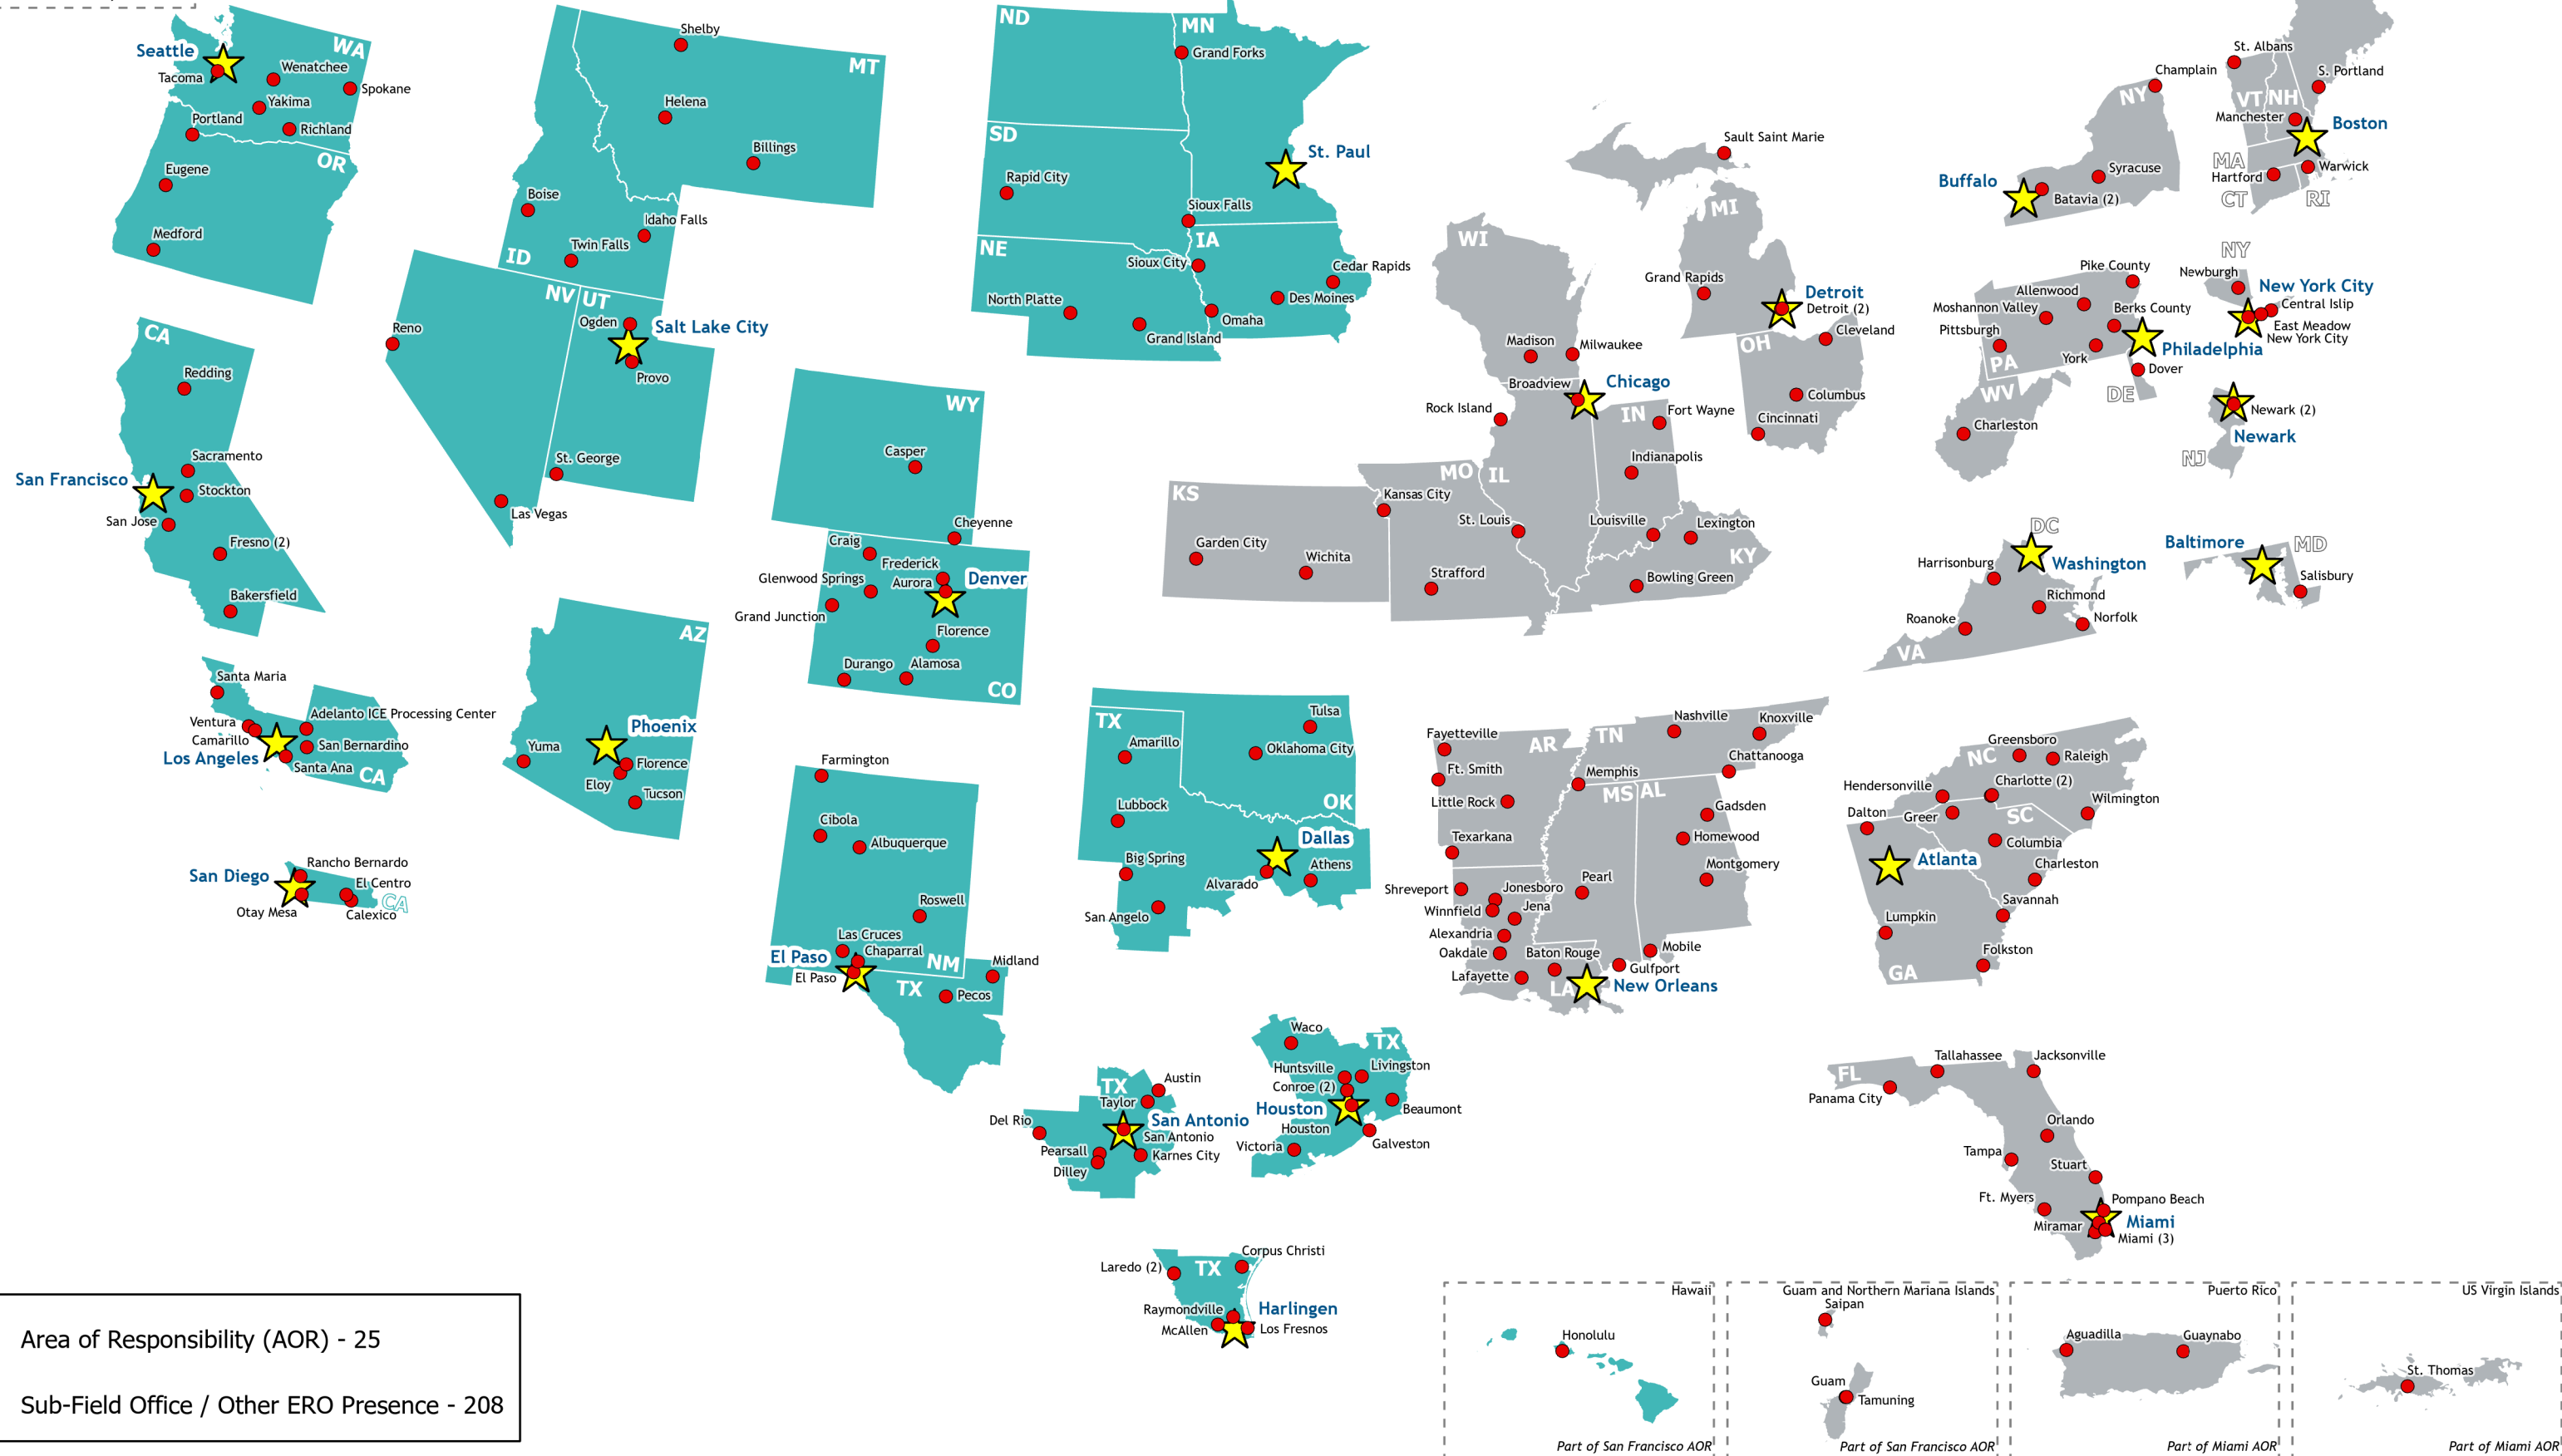 WA
Seattle
Tacoma
Wenatchee
Spokane
Yakima
Portland
Richland
OR
Eugene
Medford
Shelby
MT
Helena
Billings
Boise
Idaho Falls
Twin Falls
ID
NV
UT
Ogden
Salt Lake City
Provo
Reno
St. George
Las Vegas
ND
MN
Grand Forks
SD
St. Paul
Rapid City
Sioux Falls
NE
IA
Sioux City
Cedar Rapids
North Platte
Des Moines
Omaha
Grand Island
CA
Redding
Sacramento
San Francisco
Stockton
San Jose
Fresno (2)
Bakersfield
WY
Casper
Cheyenne
Craig
Frederick
Glenwood Springs
Aurora
Denver
Grand Junction
Florence
Durango
Alamosa
CO
Santa Maria
Ventura
Adelanto ICE Processing Center
Camarillo
San Bernardino
Los Angeles
Santa Ana
CA
Rancho Bernardo
San Diego
El Centro
CA
Otay Mesa
Calexico
AZ
Phoenix
Yuma
Florence
Eloy
Tucson
Farmington
Cibola
Albuquerque
Roswell
Las Cruces
Chaparral
El Paso
El Paso
NM
Midland
TX
Pecos
TX
Tulsa
Amarillo
Oklahoma City
OK
Lubbock
Dallas
Big Spring
Athens
Alvarado
San Angelo
TX
Austin
Taylor
Del Rio
San Antonio
San Antonio
Pearsall
Karnes City
Dilley
Waco
TX
Huntsville
Livingston
Conroe (2)
Houston
Beaumont
Houston
Victoria
Galveston
Corpus Christi
Laredo (2)
TX
Raymondville
Harlingen
McAllen
Los Fresnos
Sault Saint Marie
MI
WI
Grand Rapids
Detroit
Detroit (2)
Cleveland
OH
Madison
Milwaukee
Broadview
Chicago
Columbus
Rock Island
IN
Fort Wayne
Cincinnati
Indianapolis
MO
IL
KS
Kansas City
St. Louis
Louisville
Lexington
Garden City
Wichita
KY
Strafford
Bowling Green
Champlain
NY
Syracuse
Buffalo
Batavia (2)
St. Albans
S. Portland
VT
NH
Manchester
Boston
MA
Hartford
Warwick
CT
RI
NY
Newburgh
New York City
Central Islip
East Meadow
New York City
Pike County
Allenwood
Moshannon Valley
Berks County
Pittsburgh
Philadelphia
York
PA
Dover
DE
WV
Charleston
Newark (2)
Newark
NJ
DC
Harrisonburg
Washington
Richmond
Roanoke
Norfolk
VA
Baltimore
MD
Salisbury
Fayetteville
AR
TN
Nashville
Knoxville
Chattanooga
Ft. Smith
Memphis
Little Rock
MS
AL
Gadsden
Texarkana
Homewood
Montgomery
Shreveport
Jonesboro
Pearl
Winnfield
Jena
Alexandria
Oakdale
Baton Rouge
Mobile
Lafayette
Gulfport
LA
New Orleans
Greensboro
NC
Raleigh
Hendersonville
Charlotte (2)
Wilmington
Dalton
Greer
SC
Columbia
Atlanta
Charleston
Savannah
Lumpkin
Folkston
GA
FL
Tallahassee
Jacksonville
Panama City
Orlando
Tampa
Stuart
Ft. Myers
Pompano Beach
Miramar
Miami
Miami (3)
Area of Responsibility (AOR) - 25
Sub-Field Office / Other ERO Presence - 208
Hawaii
Honolulu
Part of San Francisco AOR
Guam and Northern Mariana Islands
Saipan
Guam
Tamuning
Part of San Francisco AOR
Puerto Rico
Aguadilla
Guaynabo
Part of Miami AOR
US Virgin Islands
St. Thomas
Part of Miami AOR